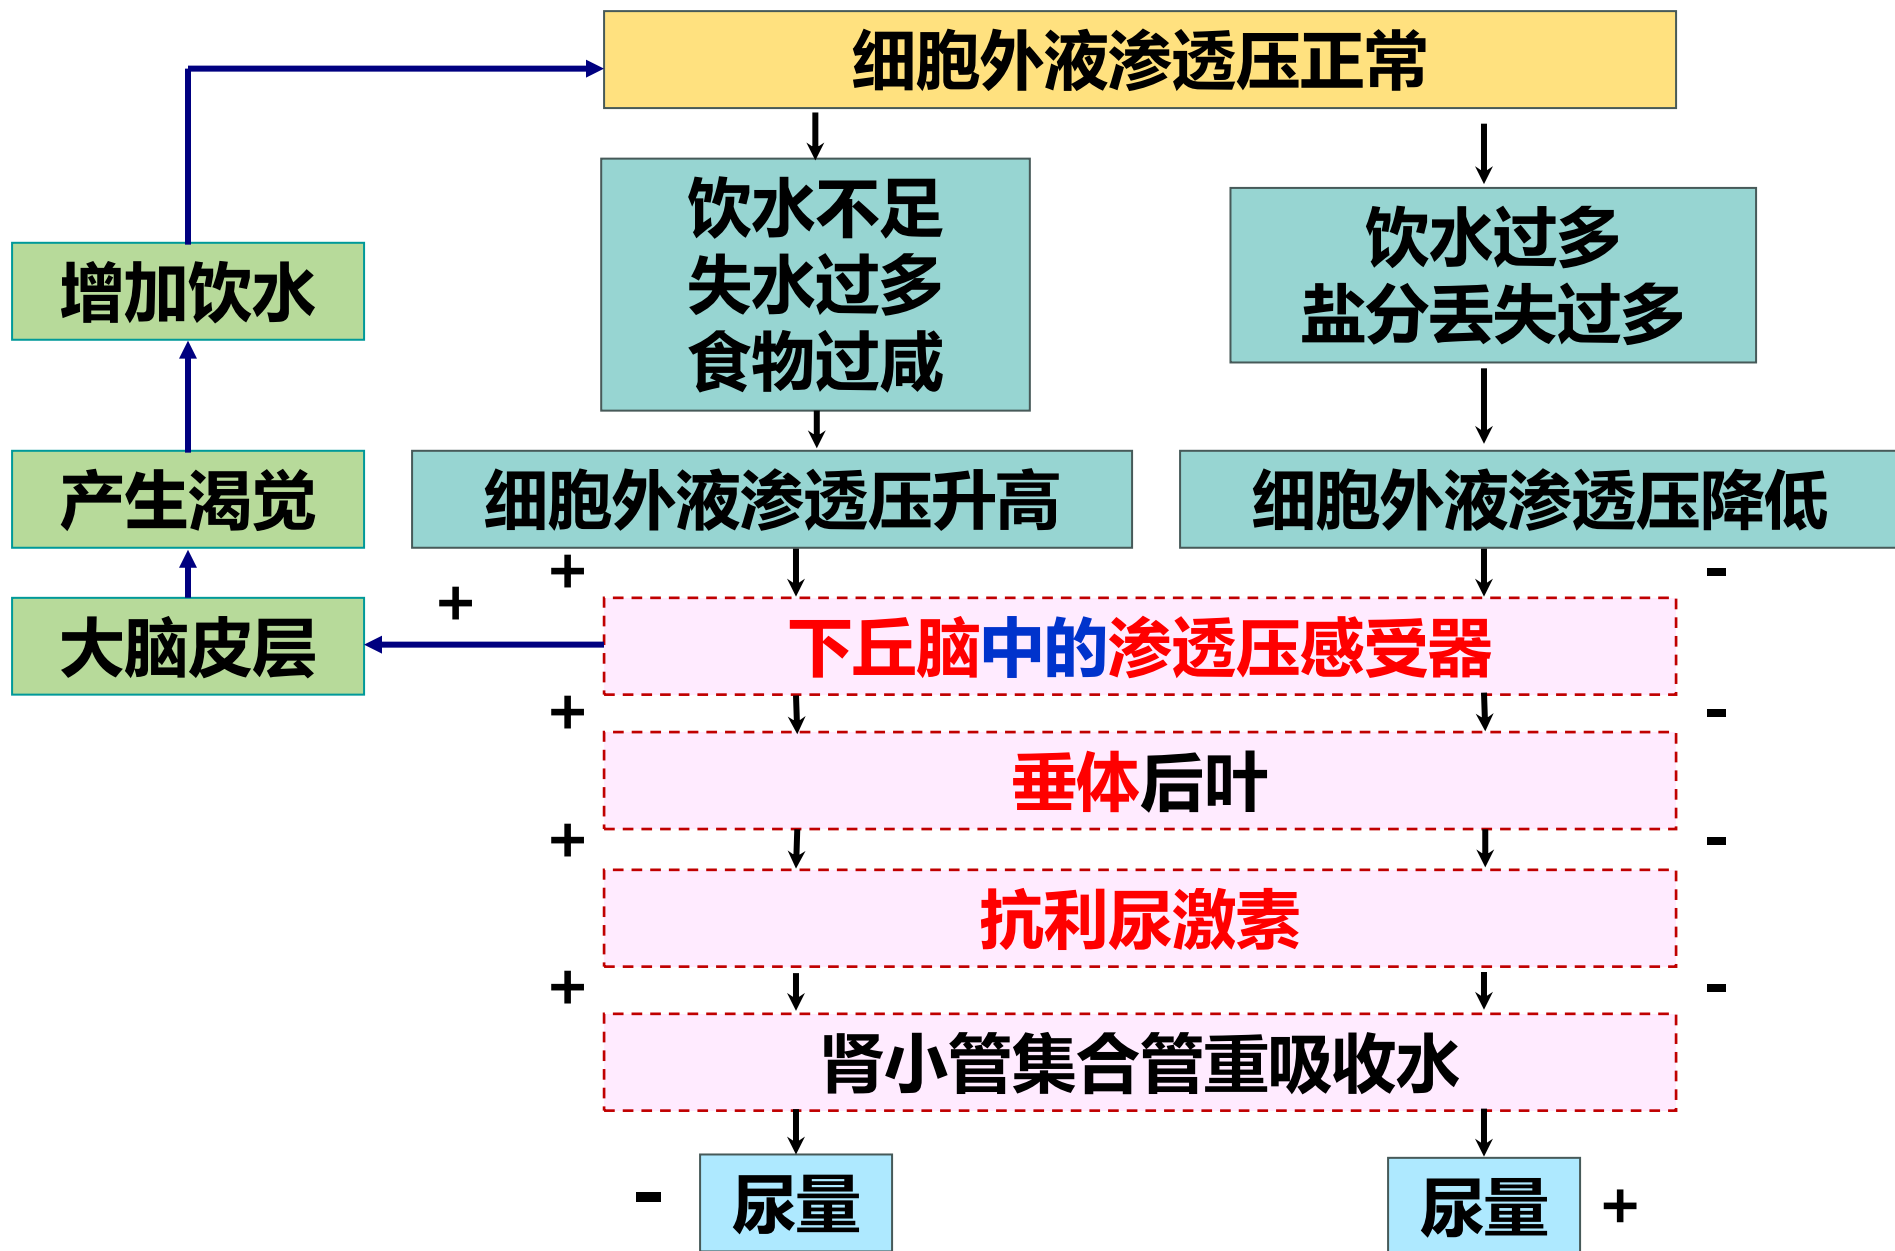 细胞外液渗透压正常
饮水不足
失水过多
食物过咸
饮水过多
盐分丢失过多
增加饮水
产生渴觉
细胞外液渗透压升高
细胞外液渗透压降低
+
+
-
大脑皮层
下丘脑中的渗透压感受器
+
-
垂体后叶
+
-
抗利尿激素
+
-
肾小管集合管重吸收水
-
尿量
尿量
+